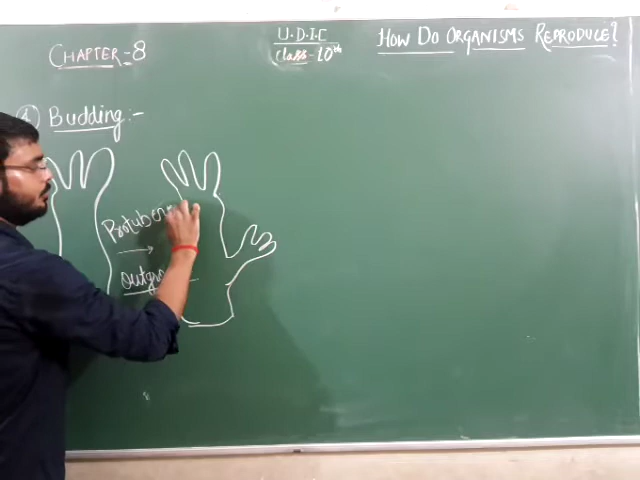 U.D.I.C
Class-10th
CHAPTER-8
HOW DO ORGANISMS REPRODUCE?
Budding:-